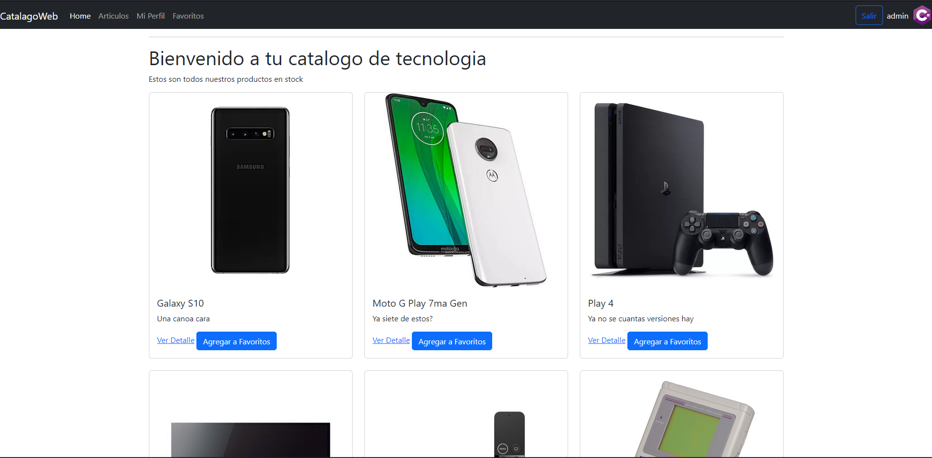 CatalagoWeb Home Articulos Mi Perfil Favoritos Salir admin
Bienvenido a tu catalogo de tecnologia
Estos son todos nuestros productos en stock
SAMSUNG
11:35
motorola
Galaxy S10
Una canoa cara
Ver Detalle Agregar a Favoritos
Moto G Play 7ma Gen
Ya siete de estos?
Ver Detalle Agregar a Favoritos
Play 4
Ya no se cuantas versiones hay
Ver Detalle Agregar a Favoritos